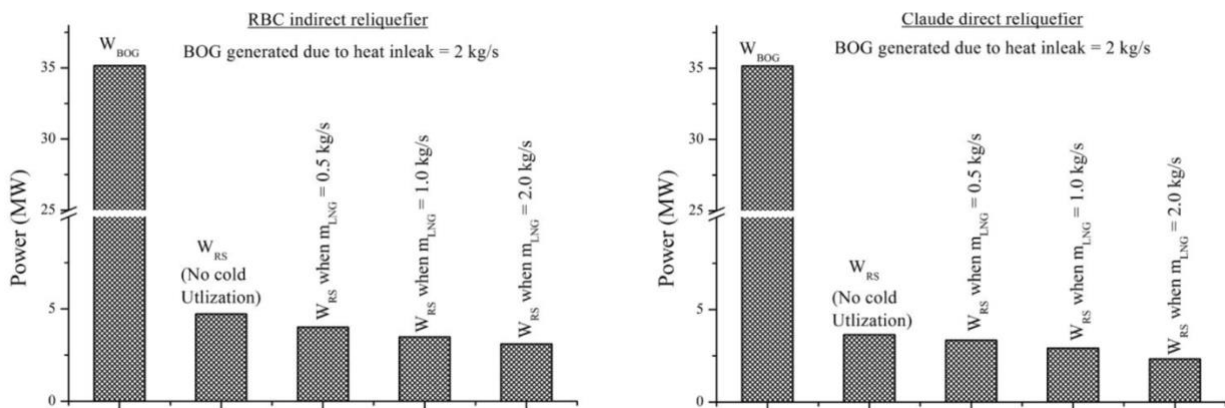 RBC indirect reliquefier
BOG generated due to heat inleak = 2 kg/s
W_BOG
Power (MW)
35
30
25
5
0
W_RS
(No cold
Utlization)
W_RS when m_LNG = 0.5 kg/s
W_RS when m_LNG = 1.0 kg/s
W_RS when m_LNG = 2.0 kg/s
Claude direct reliquefier
BOG generated due to heat inleak = 2 kg/s
W_BOG
Power (MW)
35
30
25
5
0
W_RS
(No cold
Utlization)
W_RS when m_LNG = 0.5 kg/s
W_RS when m_LNG = 1.0 kg/s
W_RS when m_LNG = 2.0 kg/s